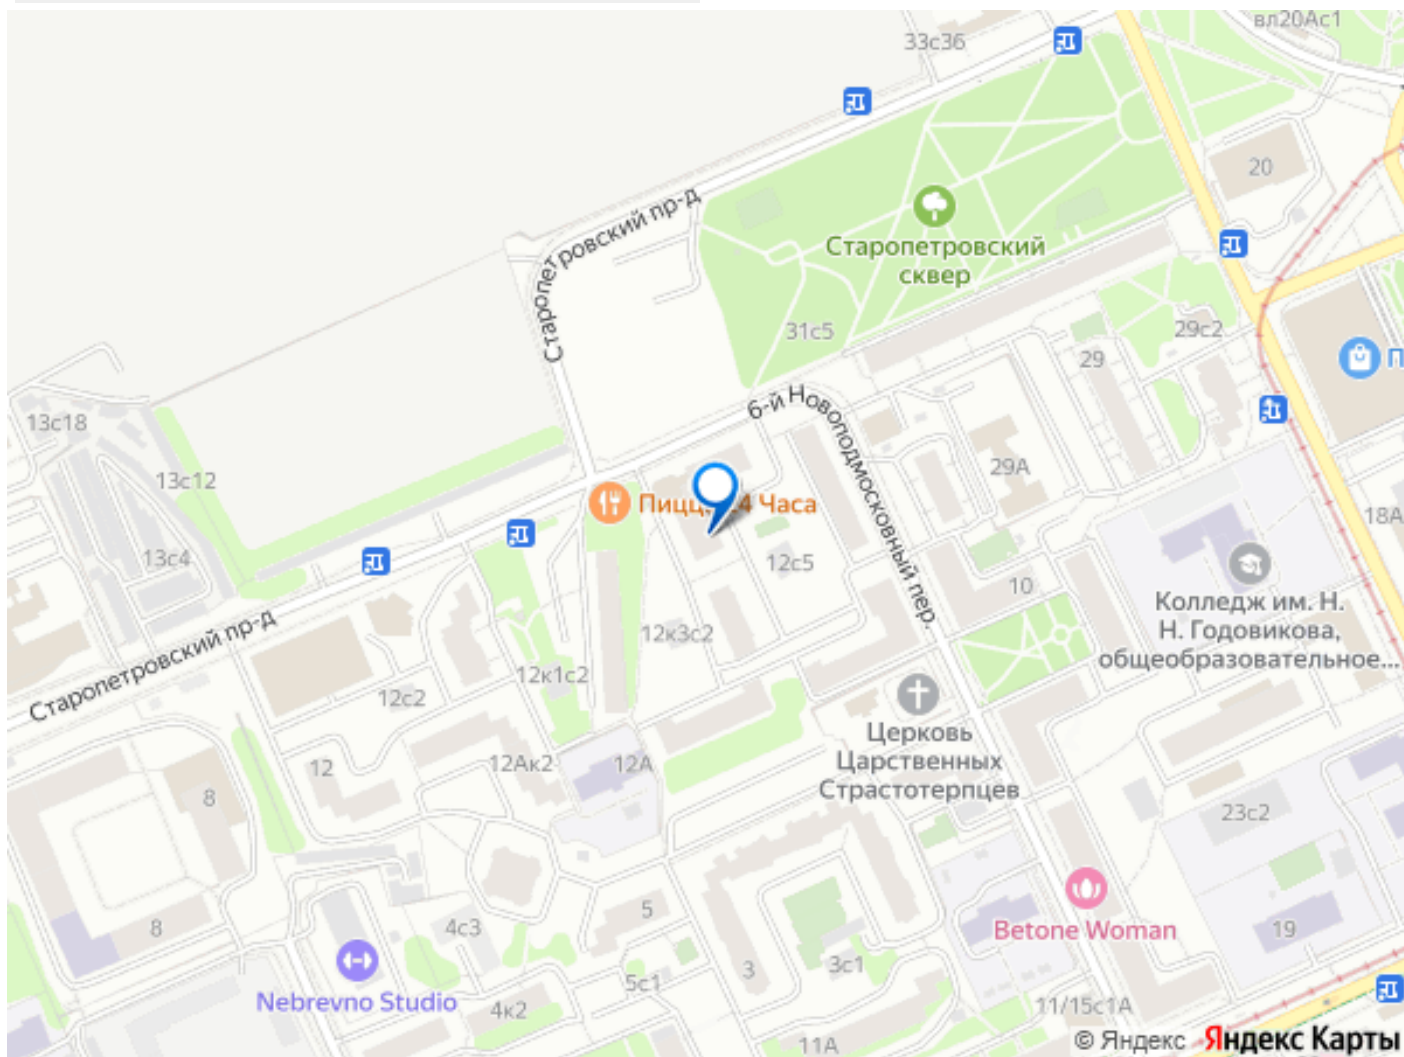 вл20Ас1
33с36
20
Старопетровский пр-д
Старопетровский
сквер
31с5
29с2
29
П
6-й Новоподмосковный пер.
13с18
13с12
29А
Пицца 24 Часа
18А
13с4
12с5
10
Колледж им. Н.
Н. Годовикова,
общеобразовательное...
12к3с2
Старопетровский пр-д
12к1с2
12с2
Церковь
Царственных
Страстотерпцев
12
12Ак2
12А
8
23с2
5
8
4с3
Betone Woman
19
3
3с1
5с1
Nebrevno Studio
4к2
11/15с1А
11А
© Яндекс Яндекс Карты